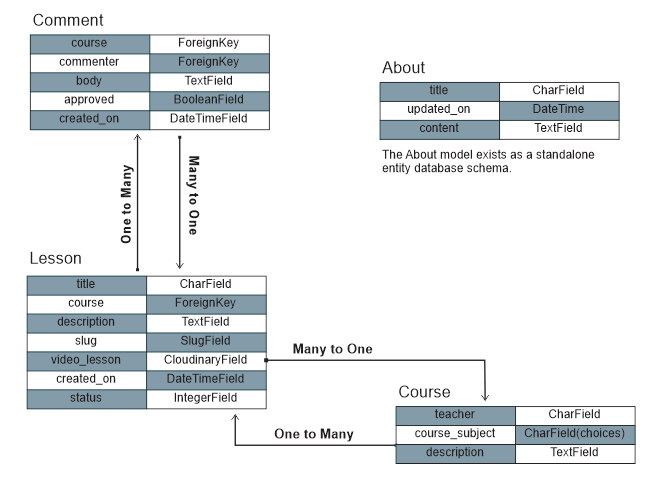 Comment
course ForeignKey
commenter ForeignKey
body TextField
approved BooleanField
created_on DateTimeField
About
title CharField
updated_on DateTime
content TextField
The About model exists as a standalone
entity database schema.
One to Many
Many to One
Lesson
title CharField
course ForeignKey
description TextField
slug SlugField
video_lesson CloudinaryField
created_on DateTimeField
status IntegerField
Many to One
Course
teacher CharField
course_subject CharField(choices)
description TextField
One to Many